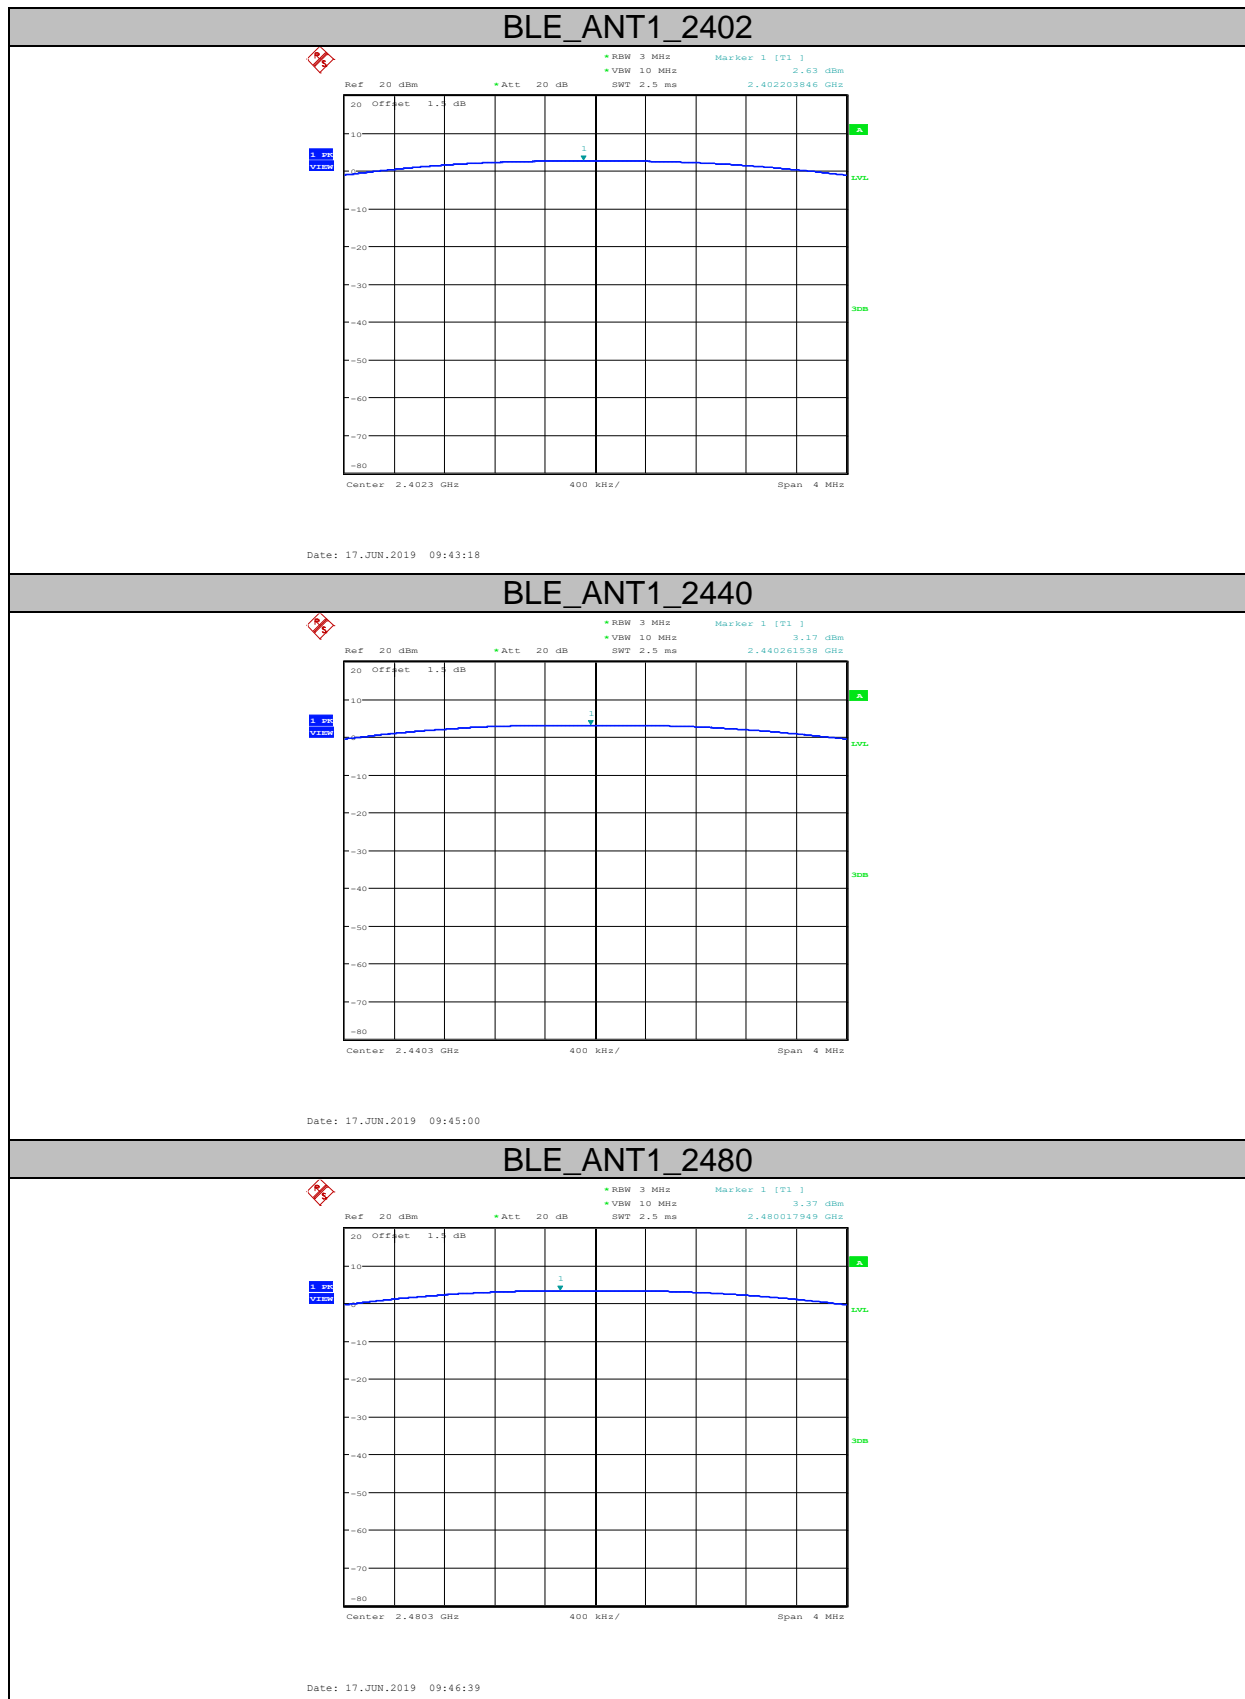 BLE_ANT1_2402
R S
* RBW 3 MHz Marker 1 [T1 ]
* VBW 10 MHz 2.63 dBm
Ref 20 dBm * Att 20 dB SWT 2.5 ms 2.402203846 GHz
20 Offset 1.5 dB
A
10
1
1 PK
VIEW
0
LVL
-10
-20
-30
3DB
-40
-50
-60
-70
-80
Center 2.4023 GHz 400 kHz/ Span 4 MHz
Date: 17.JUN.2019 09:43:18
BLE_ANT1_2440
R S
* RBW 3 MHz Marker 1 [T1 ]
* VBW 10 MHz 3.17 dBm
Ref 20 dBm * Att 20 dB SWT 2.5 ms 2.440261538 GHz
20 Offset 1.5 dB
A
10
1
1 PK
VIEW
0
LVL
-10
-20
-30
3DB
-40
-50
-60
-70
-80
Center 2.4403 GHz 400 kHz/ Span 4 MHz
Date: 17.JUN.2019 09:45:00
BLE_ANT1_2480
R S
* RBW 3 MHz Marker 1 [T1 ]
* VBW 10 MHz 3.37 dBm
Ref 20 dBm * Att 20 dB SWT 2.5 ms 2.480017949 GHz
20 Offset 1.5 dB
A
10
1
1 PK
VIEW
0
LVL
-10
-20
-30
3DB
-40
-50
-60
-70
-80
Center 2.4803 GHz 400 kHz/ Span 4 MHz
Date: 17.JUN.2019 09:46:39